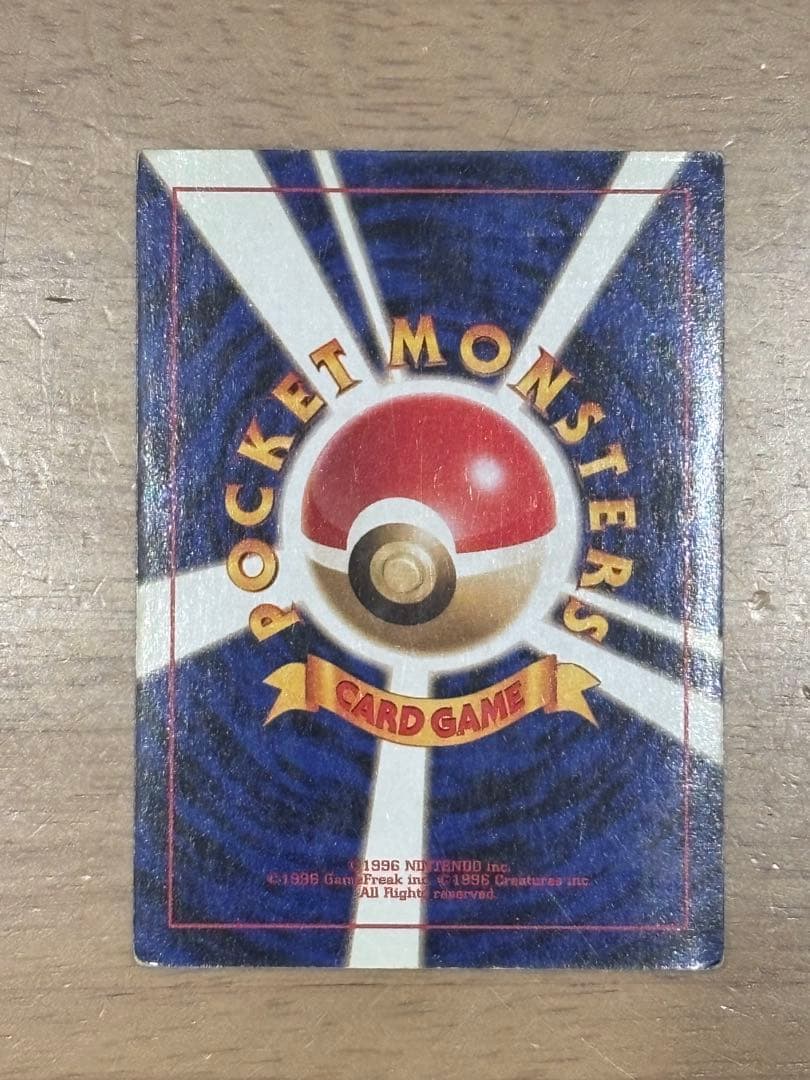 POCKET MONSTERS
CARD GAME
©1996 NINTENDO inc.
©1996 GameFreak inc. ©1996 Creatures inc.
All Rights reserved.